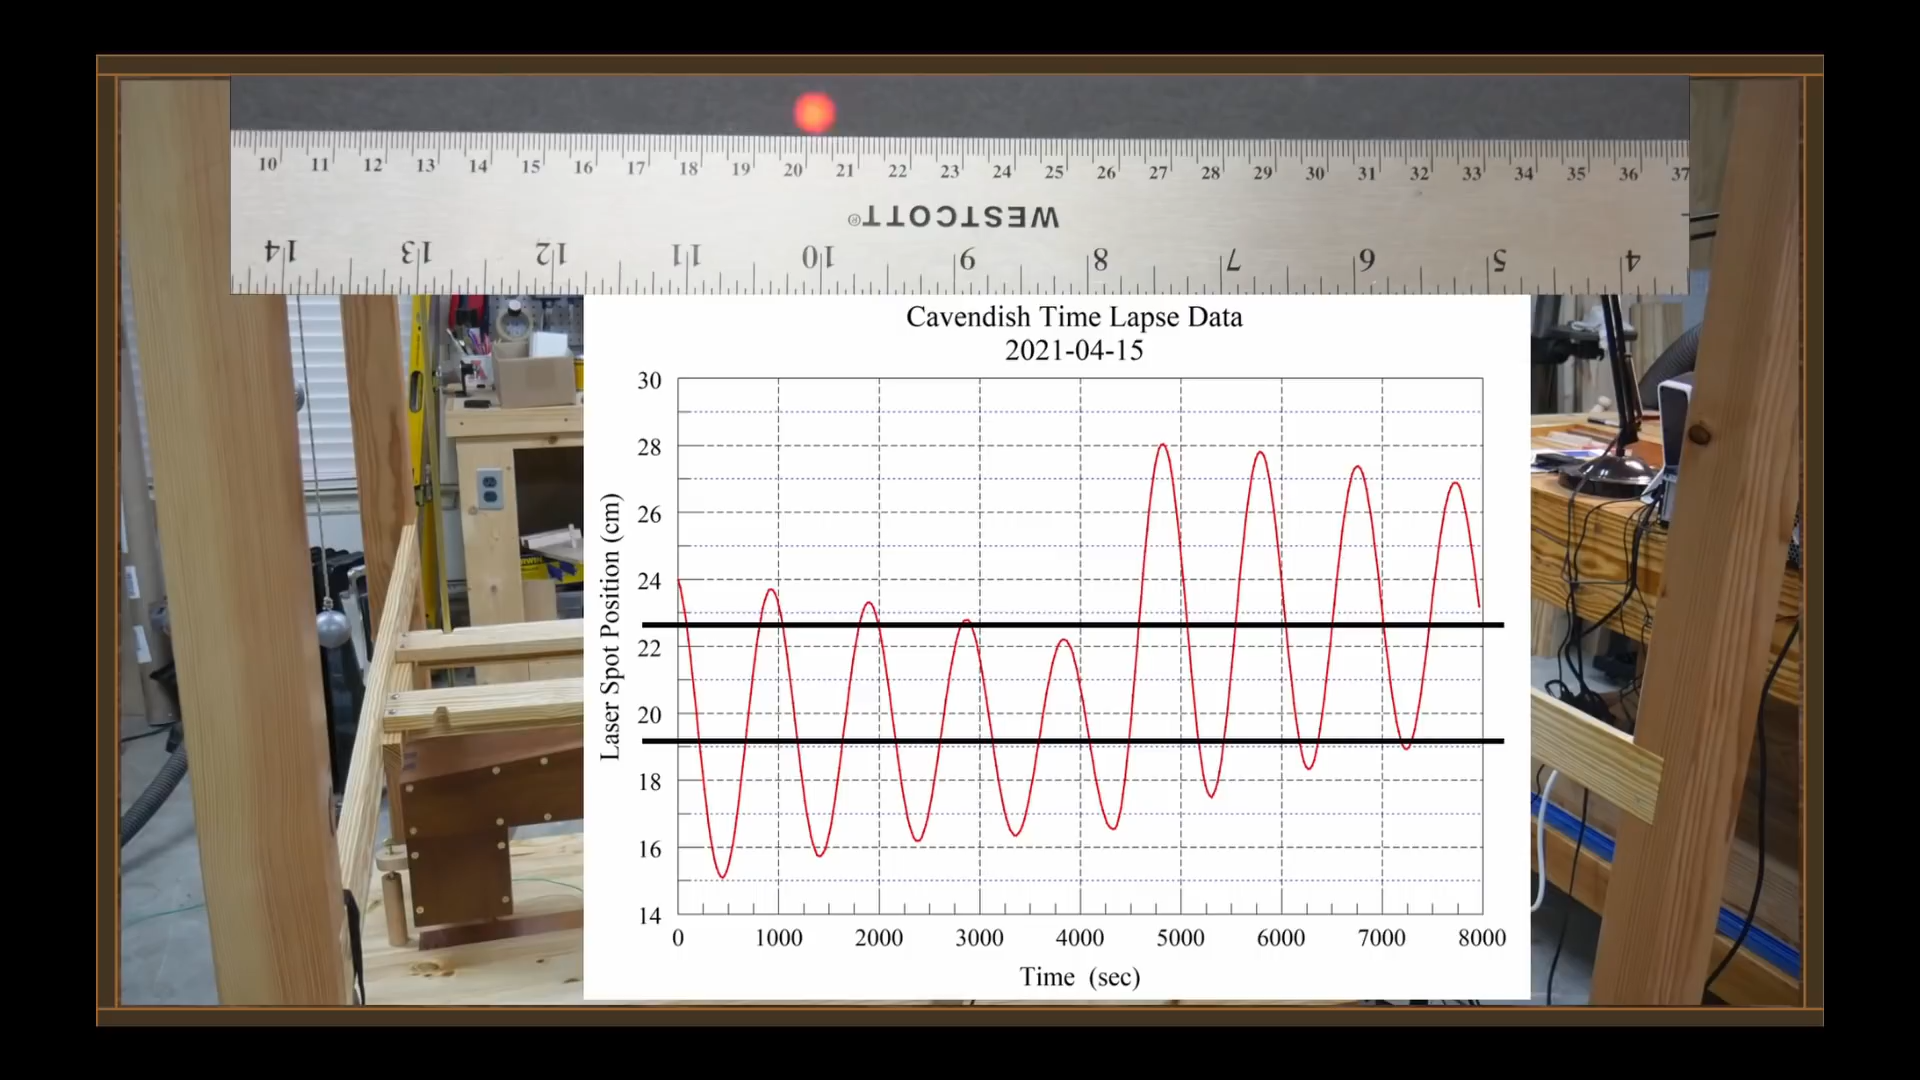 10 11 12 13 14 15 16 17 18 19 20 21 22 23 24 25 26 27 28 29 30 31 32 33 34 35 36 37
WESTCOTT®
14 13 12 11 10 9 8 7 6 5 4
Cavendish Time Lapse Data
2021-04-15
30
28
26
24
22
20
18
16
14
Laser Spot Position (cm)
0 1000 2000 3000 4000 5000 6000 7000 8000
Time (sec)